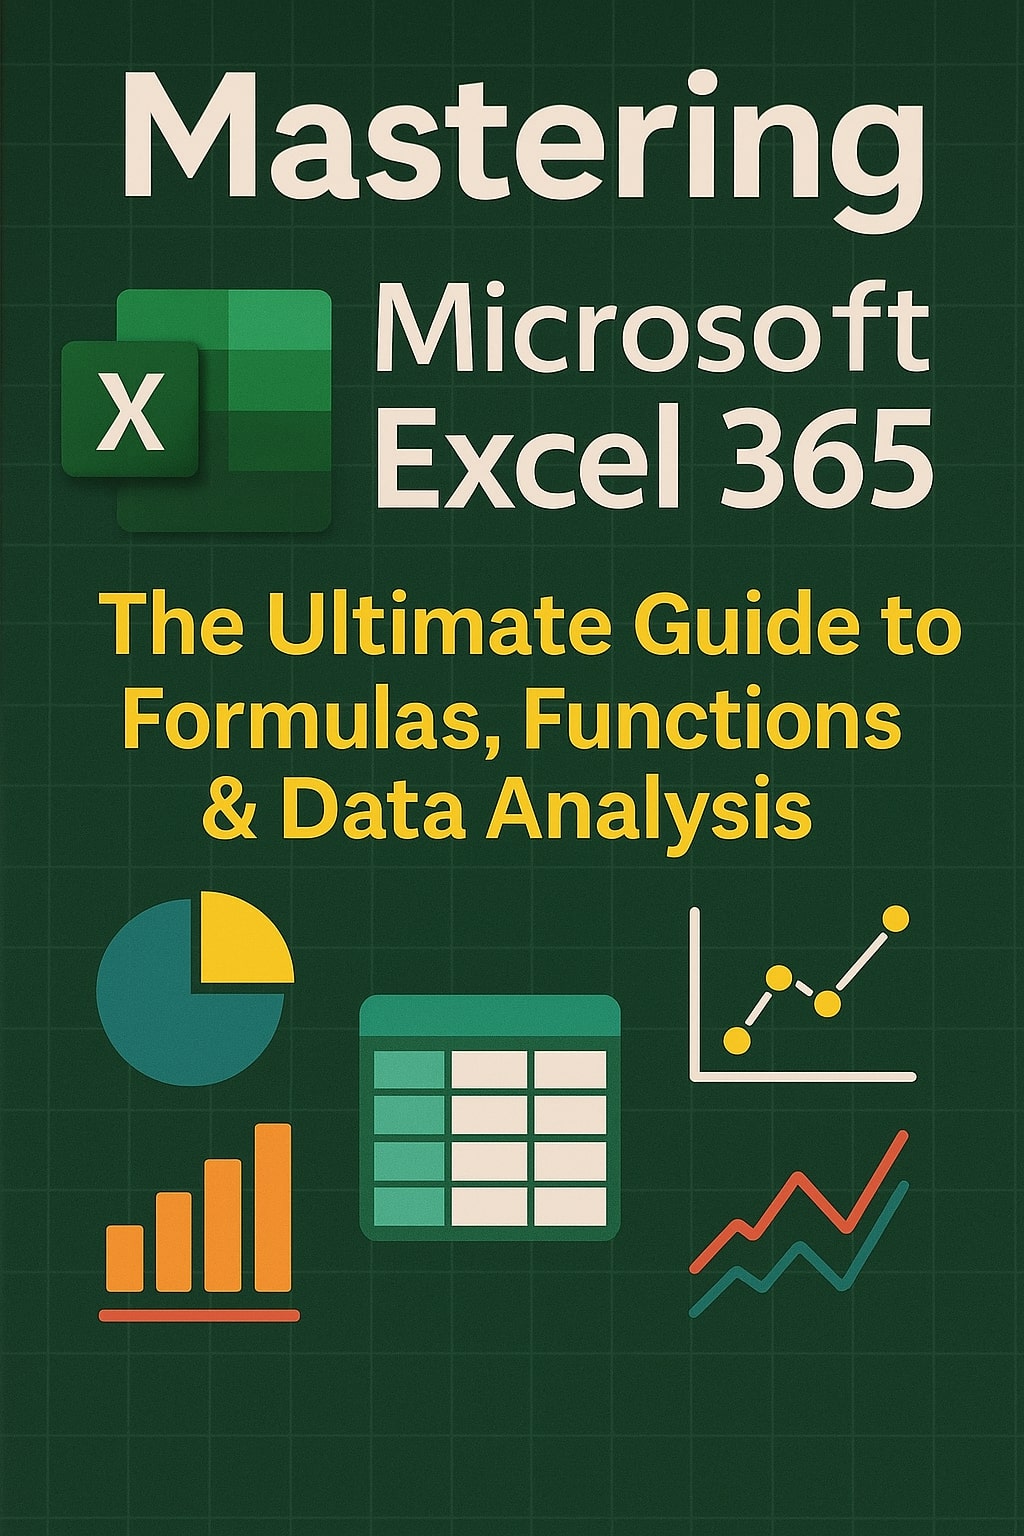 Mastering
X
Microsoft
Excel 365
The Ultimate Guide to
Formulas, Functions
& Data Analysis